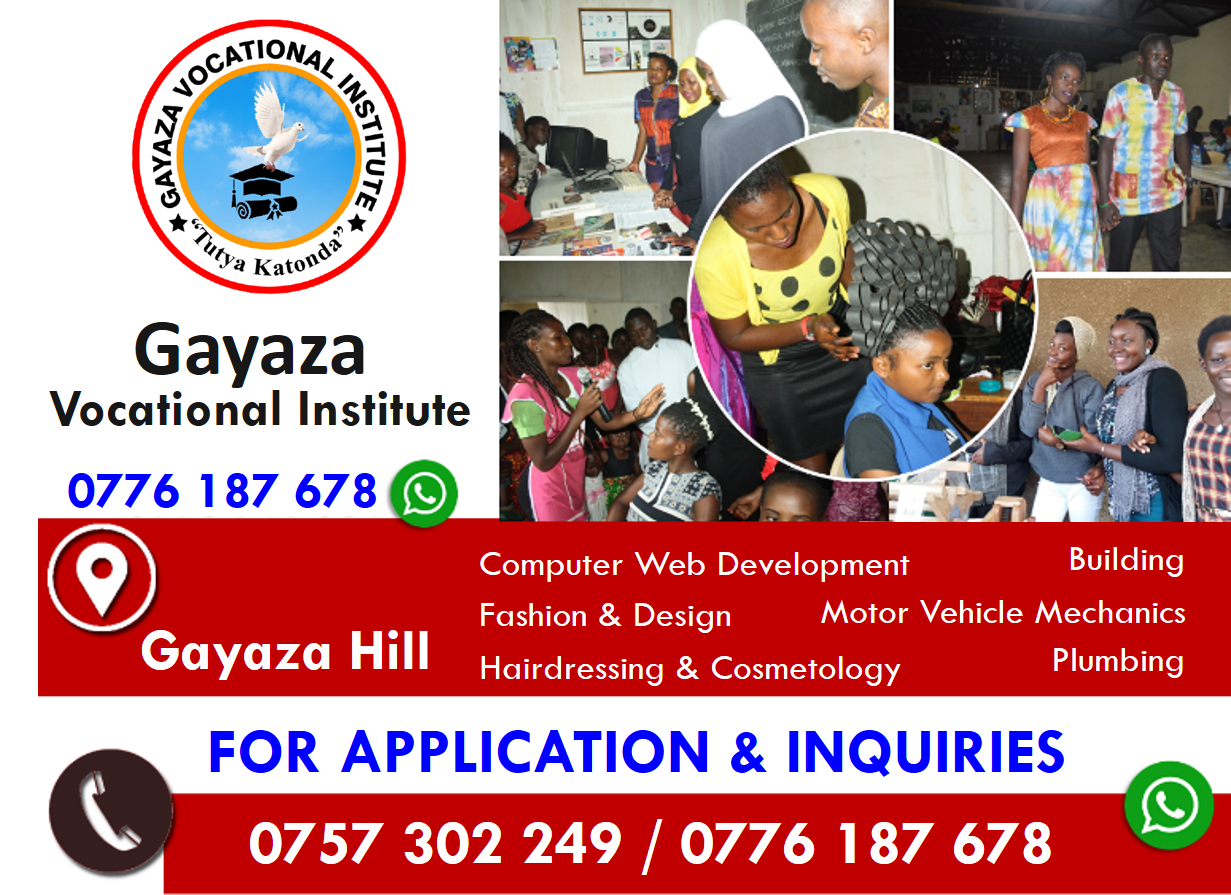 GAYAZA VOCATIONAL INSTITUTE
“Tutya Katonda”
Gayaza
Vocational Institute
0776 187 678
Gayaza Hill
Computer Web Development
Fashion & Design
Hairdressing & Cosmetology
Building
Motor Vehicle Mechanics
Plumbing
FOR APPLICATION & INQUIRIES
0757 302 249 / 0776 187 678